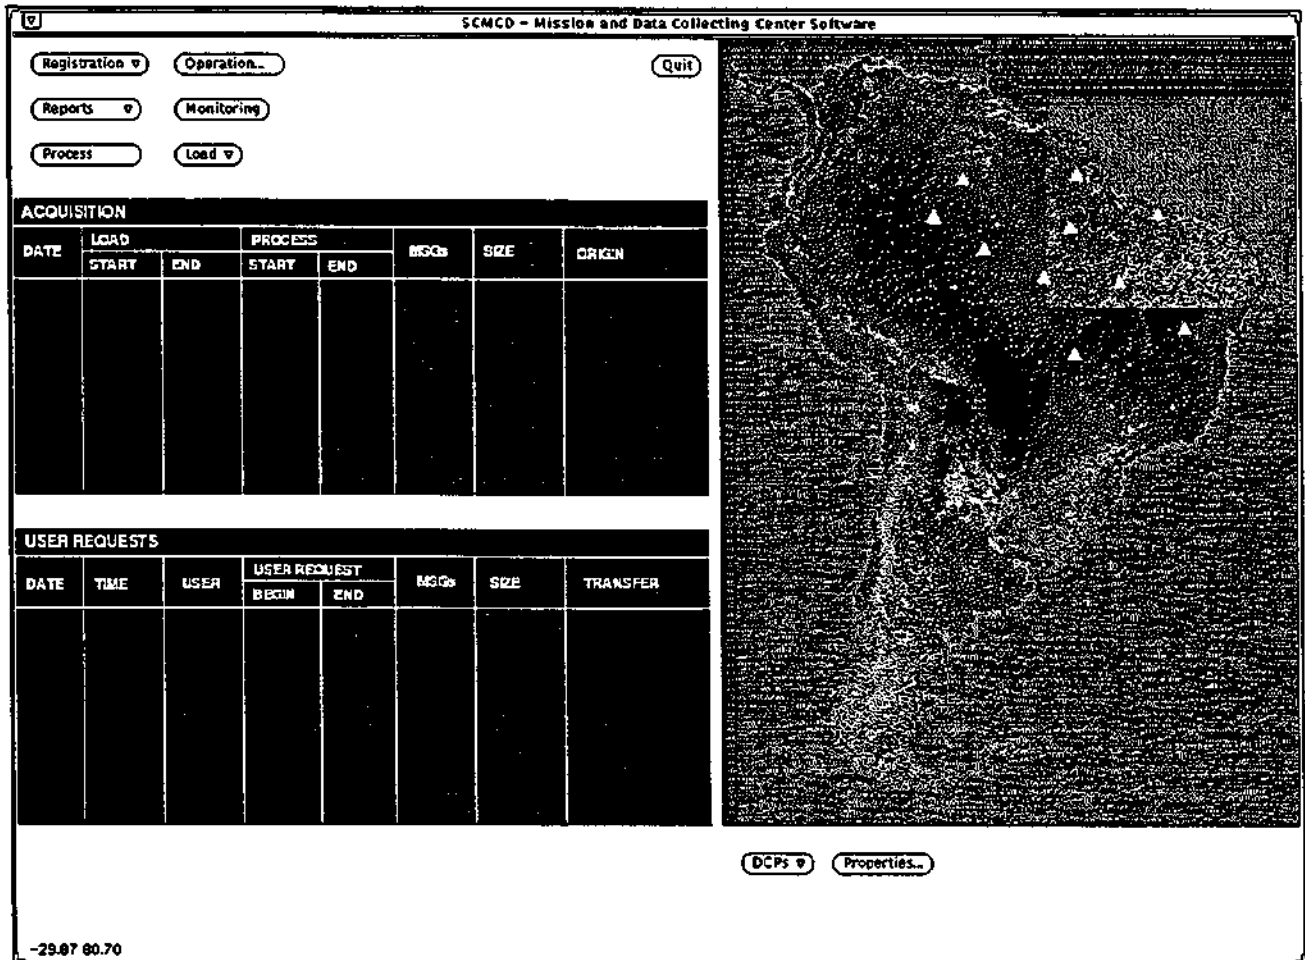 SCMCD - Mission and Data Collecting Center Software
Registration Operation... Quit
Reports Monitoring
Process Load
ACQUISITION
DATE LOAD PROCESS MSGs SIZE ORIGIN
START END START END
USER REQUESTS
DATE TIME USER USER REQUEST MSGs SIZE TRANSFER
BEGIN END
DCPs Properties...
-29.87 80.70